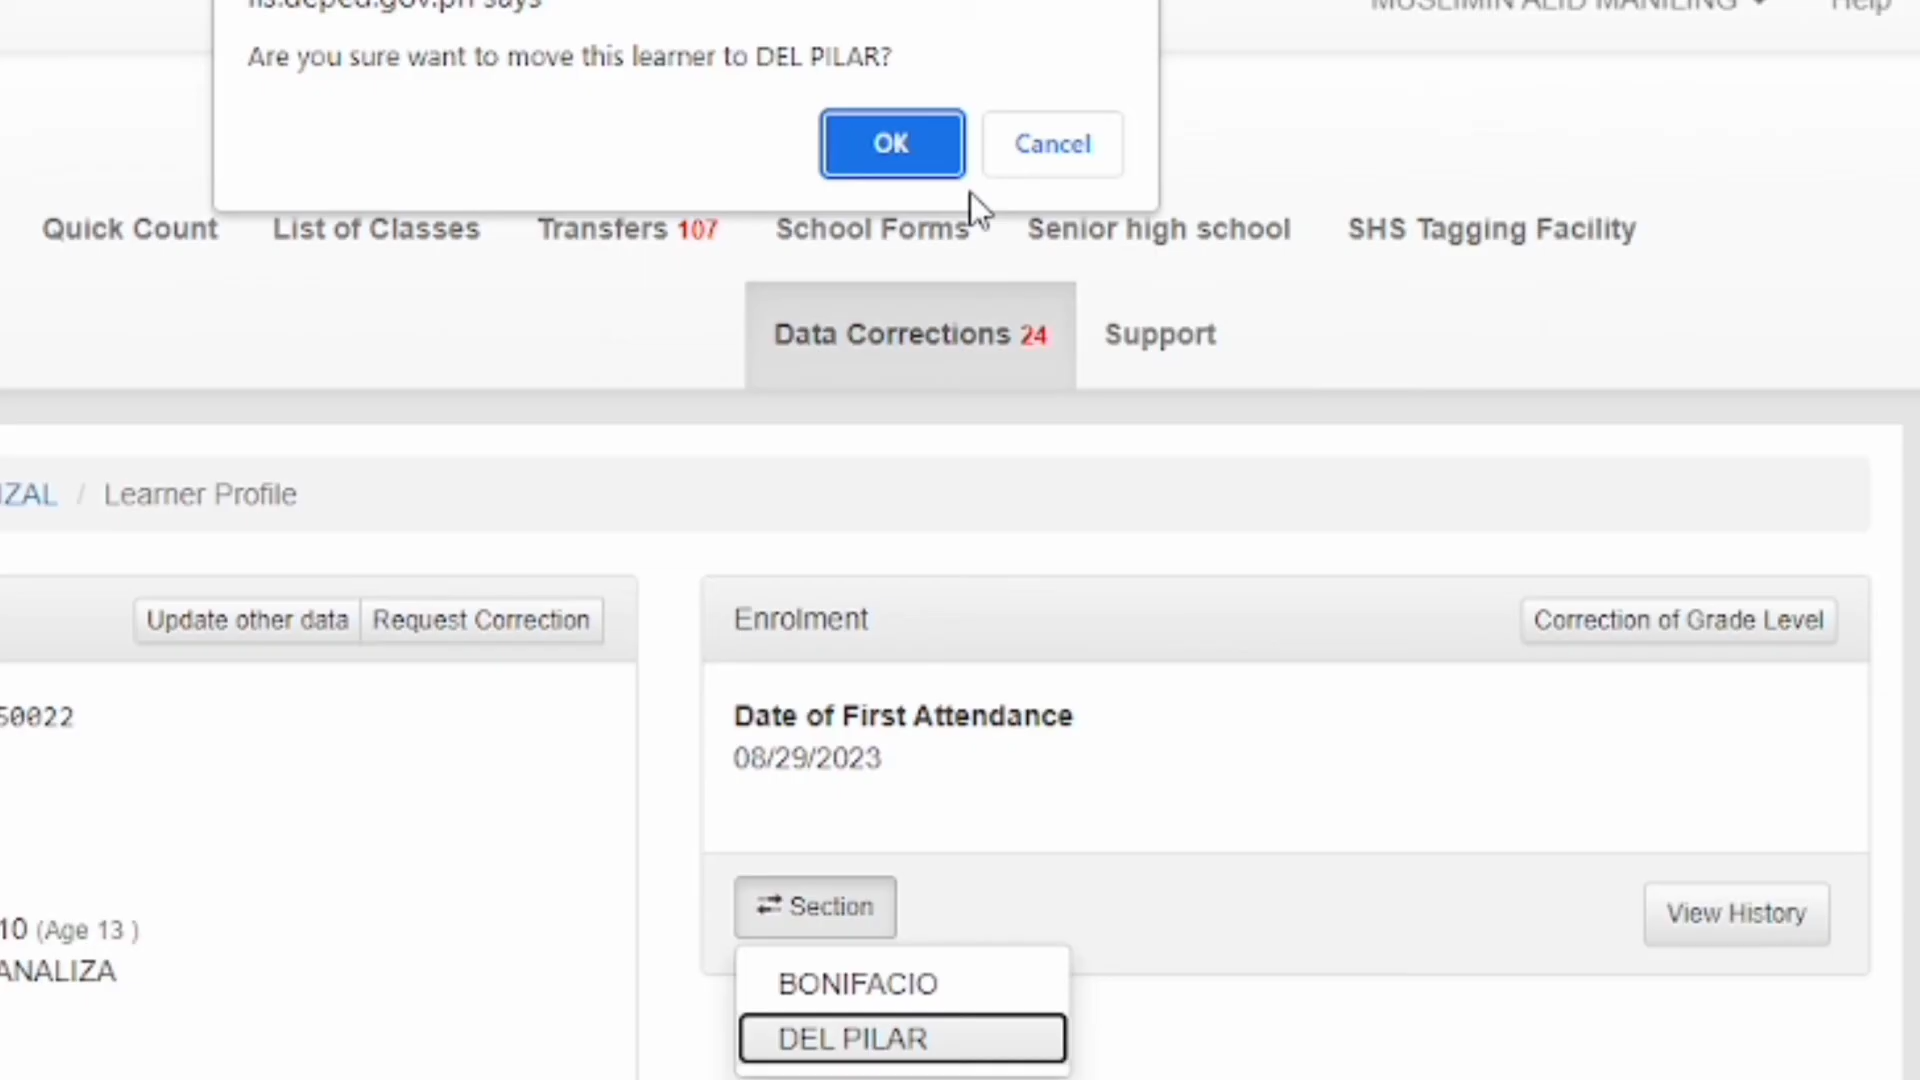 lis.deped.gov.ph says
MUSLIMIN ALID MANILING
Help
Are you sure want to move this learner to DEL PILAR?
OK
Cancel
Quick Count
List of Classes
Transfers 107
School Forms
Senior high school
SHS Tagging Facility
Data Corrections 24
Support
IZAL / Learner Profile
Update other data
Request Correction
Enrolment
Correction of Grade Level
50022
Date of First Attendance
08/29/2023
10 (Age 13 )
ANALIZA
Section
View History
BONIFACIO
DEL PILAR